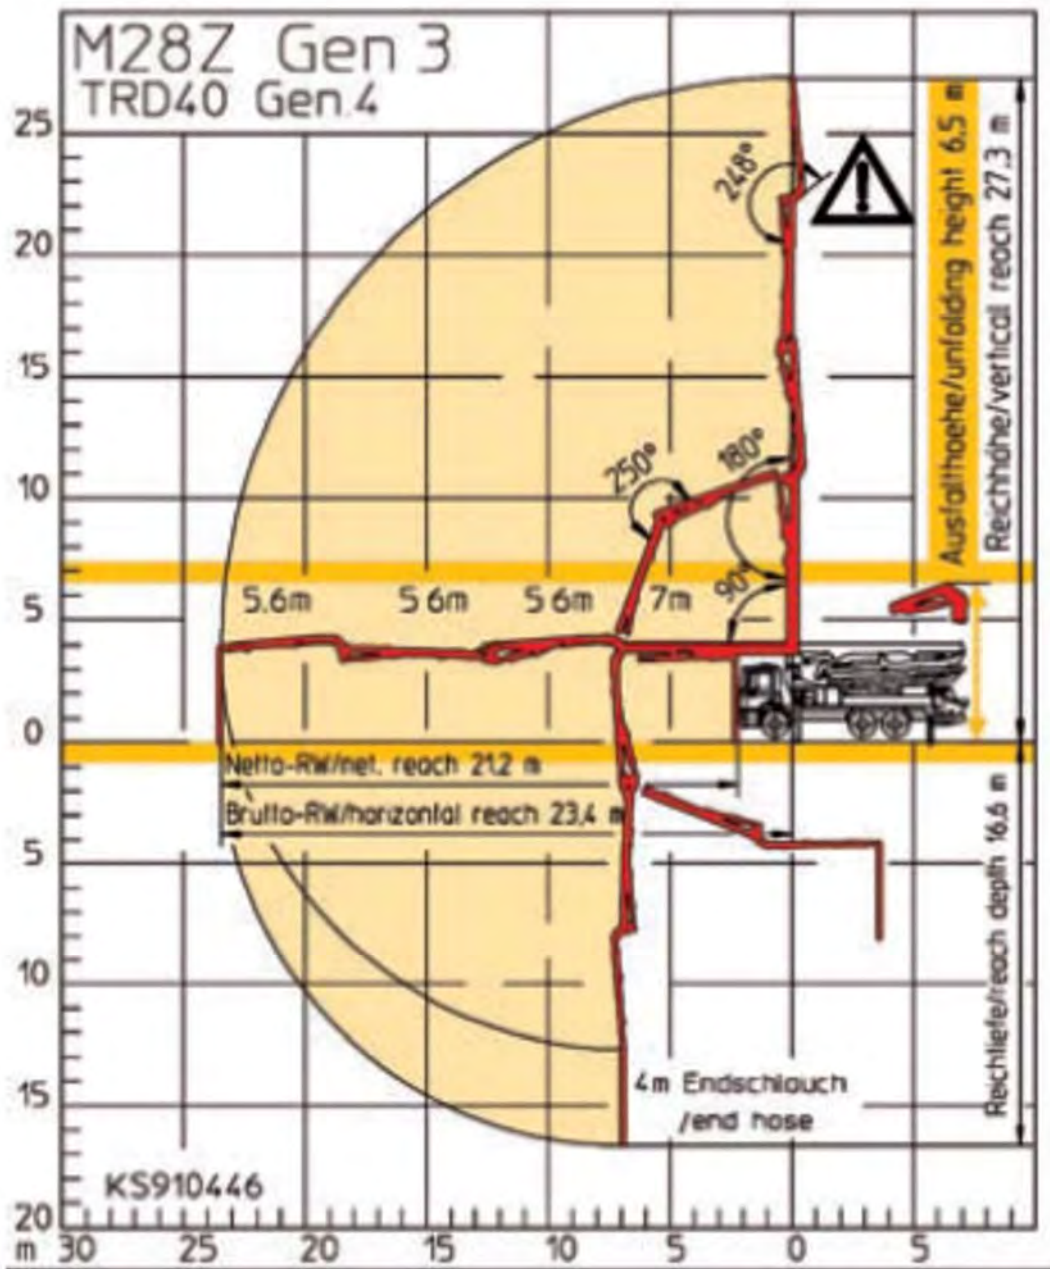 M28Z Gen 3
TRD40 Gen.4
25
20
15
10
5
0
5
10
15
20
m 30 25 20 15 10 5 0 5
248°
250°
180°
90°
5.6m 5 6m 5 6m 7m
Ausfalthoehe/unfolding height 6.5 m
Reichhöhe/vertical reach 27.3 m
Netto-RW/net. reach 21.2 m
Brutto-RW/horizontal reach 23,4 m
Reichtiefe/reach depth 16.6 m
4m Endschlauch
/end hose
KS910446